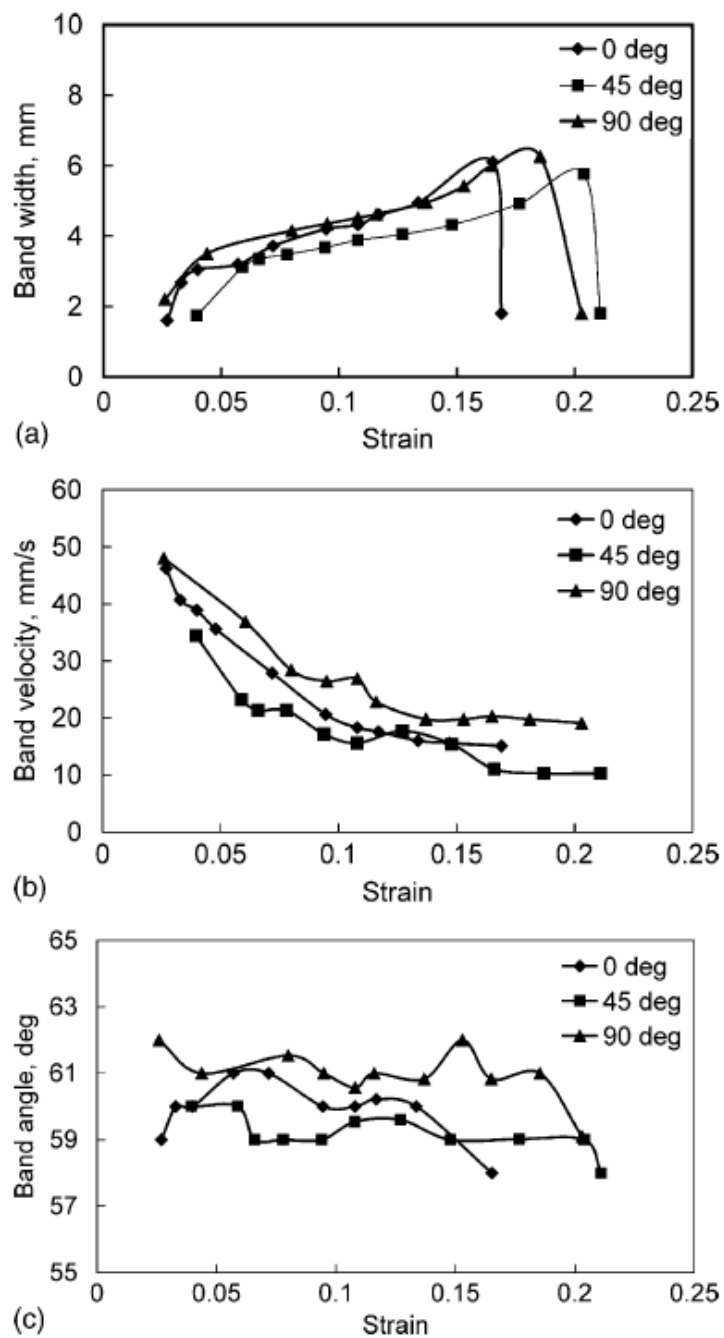 10
8
6
4
2
0
Band width, mm
0 deg
45 deg
90 deg
0 0.05 0.1 0.15 0.2 0.25
(a)
Strain
60
50
40
30
20
10
0
Band velocity, mm/s
0 deg
45 deg
90 deg
0 0.05 0.1 0.15 0.2 0.25
(b)
Strain
65
63
61
59
57
55
Band angle, deg
0 deg
45 deg
90 deg
0 0.05 0.1 0.15 0.2 0.25
(c)
Strain